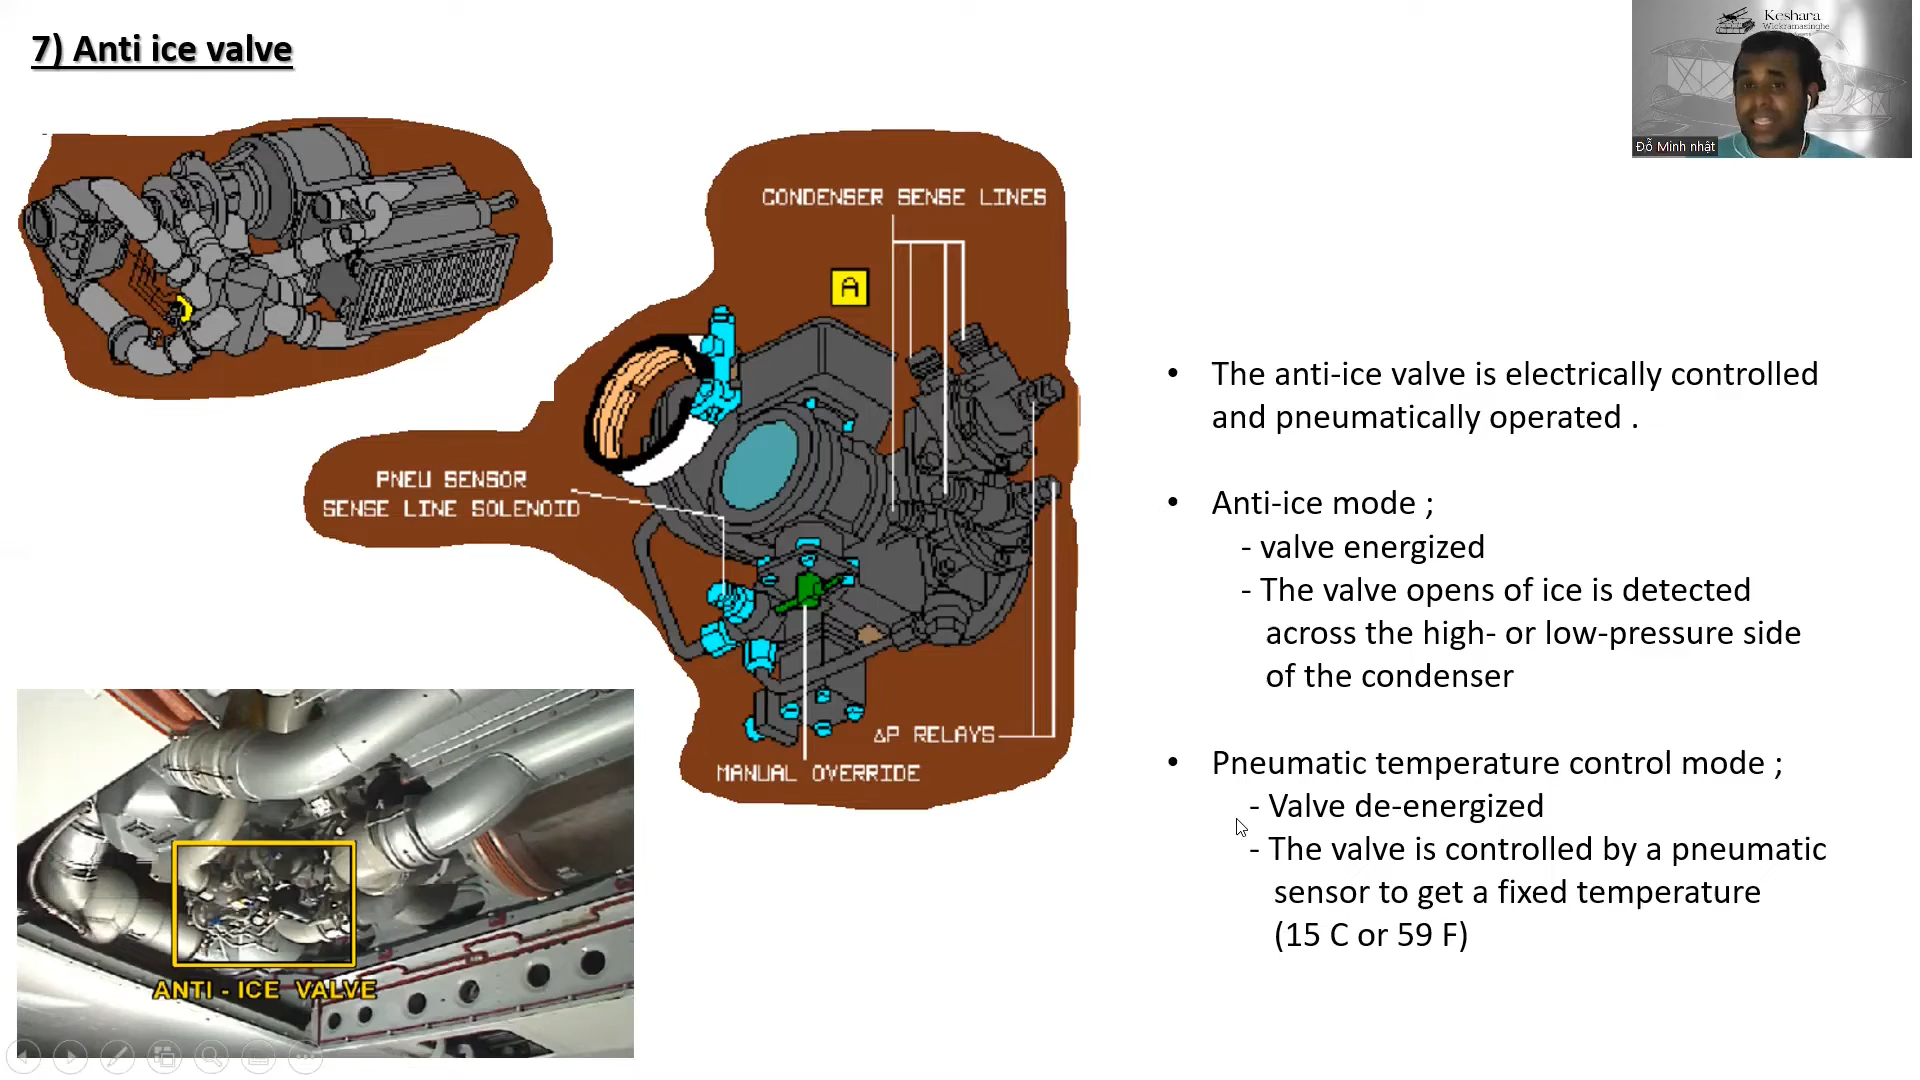 7) Anti ice valve
Keshara
Wickramasinghe
Đỗ Minh nhật
CONDENSER SENSE LINES
A
PNEU SENSOR
SENSE LINE SOLENOID
ΔP RELAYS
MANUAL OVERRIDE
ANTI - ICE VALVE
• The anti-ice valve is electrically controlled
and pneumatically operated .
• Anti-ice mode ;
- valve energized
- The valve opens of ice is detected
across the high- or low-pressure side
of the condenser
• Pneumatic temperature control mode ;
- Valve de-energized
- The valve is controlled by a pneumatic
sensor to get a fixed temperature
(15 C or 59 F)